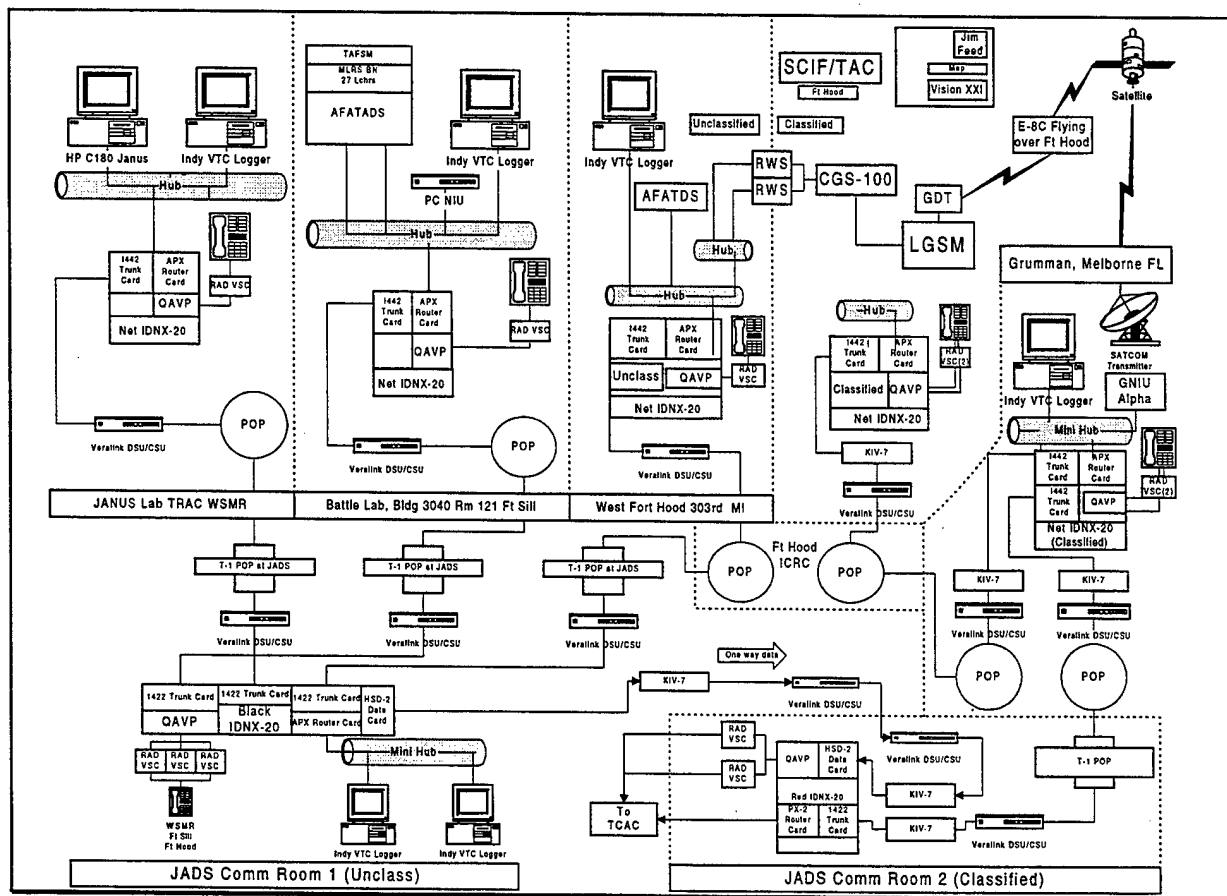 HP C180 Janus
Indy VTC Logger
Hub
I442
Trunk
Card
APX
Router
Card
QAVP
Net IDNX-20
RAD VSC
Veralink DSU/CSU
POP
JANUS Lab TRAC WSMR
TAFSM
MLRS BN
27 Lchrs
AFATADS
Indy VTC Logger
PC NIU
Hub
I442
Trunk
Card
APX
Router
Card
QAVP
Net IDNX-20
RAD VSC
Veralink DSU/CSU
POP
Battle Lab, Bldg 3040 Rm 121 Ft Sill
Indy VTC Logger
Unclassified
AFATDS
RWS
RWS
Hub
Hub
I442
Trunk
Card
APX
Router
Card
Unclass
QAVP
Net IDNX-20
RAD
VSC
Veralink DSU/CSU
West Fort Hood 303rd MI
SCIF/TAC
Ft Hood
Classified
Jim
Feed
Map
Vision XXI
Satellite
E-8C Flying
over Ft Hood
CGS-100
GDT
LGSM
Grumman, Melborne FL
Hub
1442
Trunk
Card
APX
Router
Card
Classified
QAVP
Net IDNX-20
RAD
VSC(2)
KIV-7
Veralink DSU/CSU
SATCOM
Transmitter
Indy VTC Logger
GNIU
Alpha
Mini Hub
I442
Trunk
Card
APX
Router
Card
I442
Trunk
Card
QAVP
Net IDNX-20
(Classified)
RAD
VSC(2)
KIV-7
KIV-7
Veralink DSU/CSU
Veralink DSU/CSU
POP
POP
Ft Hood
ICRC
POP
POP
T-1 POP at JADS
T-1 POP at JADS
T-1 POP at JADS
Veralink DSU/CSU
Veralink DSU/CSU
Veralink DSU/CSU
One way data
1422 Trunk Card
1422 Trunk Card
1422 Trunk Card
HSD-2
Data
Card
QAVP
Black
IDNX-20
APX Router Card
RAD
VSC
RAD
VSC
RAD
VSC
WSMR
Ft Sill
Ft Hood
Mini Hub
Indy VTC Logger
Indy VTC Logger
JADS Comm Room 1 (Unclass)
KIV-7
Veralink DSU/CSU
Veralink DSU/CSU
RAD
VSC
RAD
VSC
To
TCAC
QAVP
HSD-2
Data
Card
Red IDNX-20
PX-2
Router
Card
1422
Trunk
Card
KIV-7
KIV-7
Veralink DSU/CSU
T-1 POP
JADS Comm Room 2 (Classified)